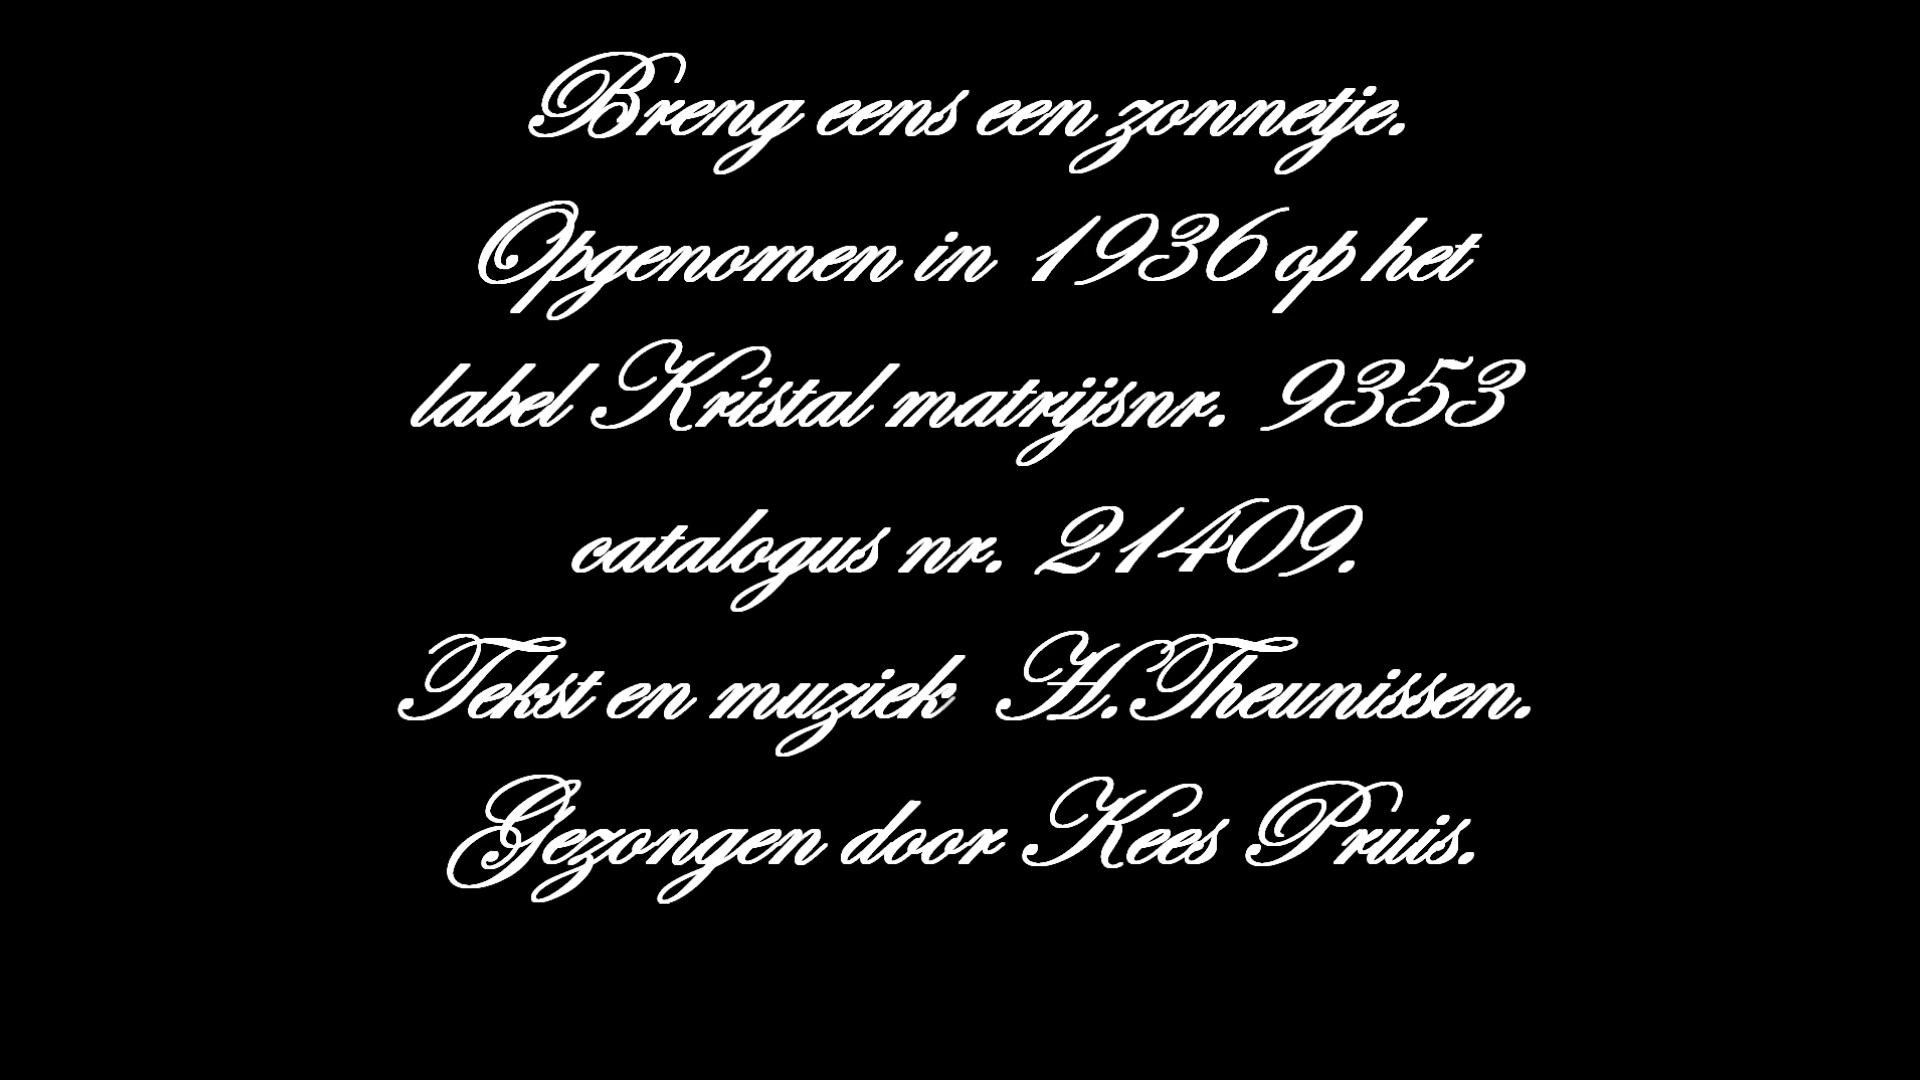 Breng eens een zonnetje.
Opgenomen in 1936 op het
label Kristal matrijsnr. 9353
catalogus nr. 21409.
Tekst en muziek H.Theunissen.
Gezongen door Kees Pruis.